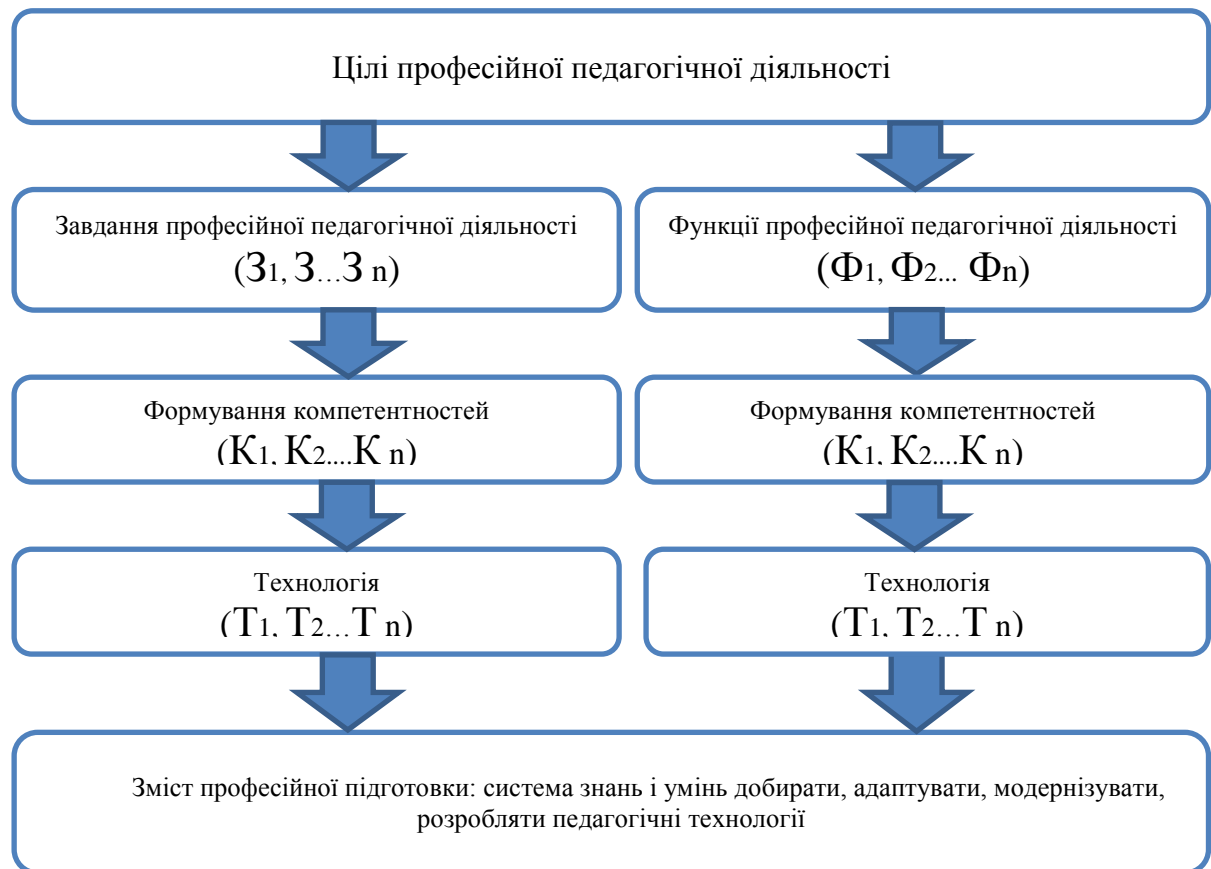 Цілі професійної педагогічної діяльності
Завдання професійної педагогічної діяльності
(З1, З...З n)
Функції професійної педагогічної діяльності
(Ф1, Ф2... Фn)
Формування компетентностей
(К1, К2....К n)
Формування компетентностей
(К1, К2....К n)
Технологія
(Т1, Т2...Т n)
Технологія
(Т1, Т2...Т n)
Зміст професійної підготовки: система знань і умінь добирати, адаптувати, модернізувати,
розробляти педагогічні технології